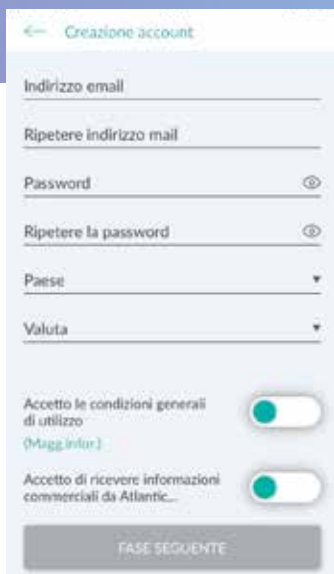 Creazione account
Indirizzo email
Ripetere indirizzo mail
Password
Ripetere la password
Paese
Valuta
Accetto le condizioni generali
di utilizzo
(Magg.infor.)
Accetto di ricevere informazioni
commerciali da Atlantic...
FASE SEGUENTE